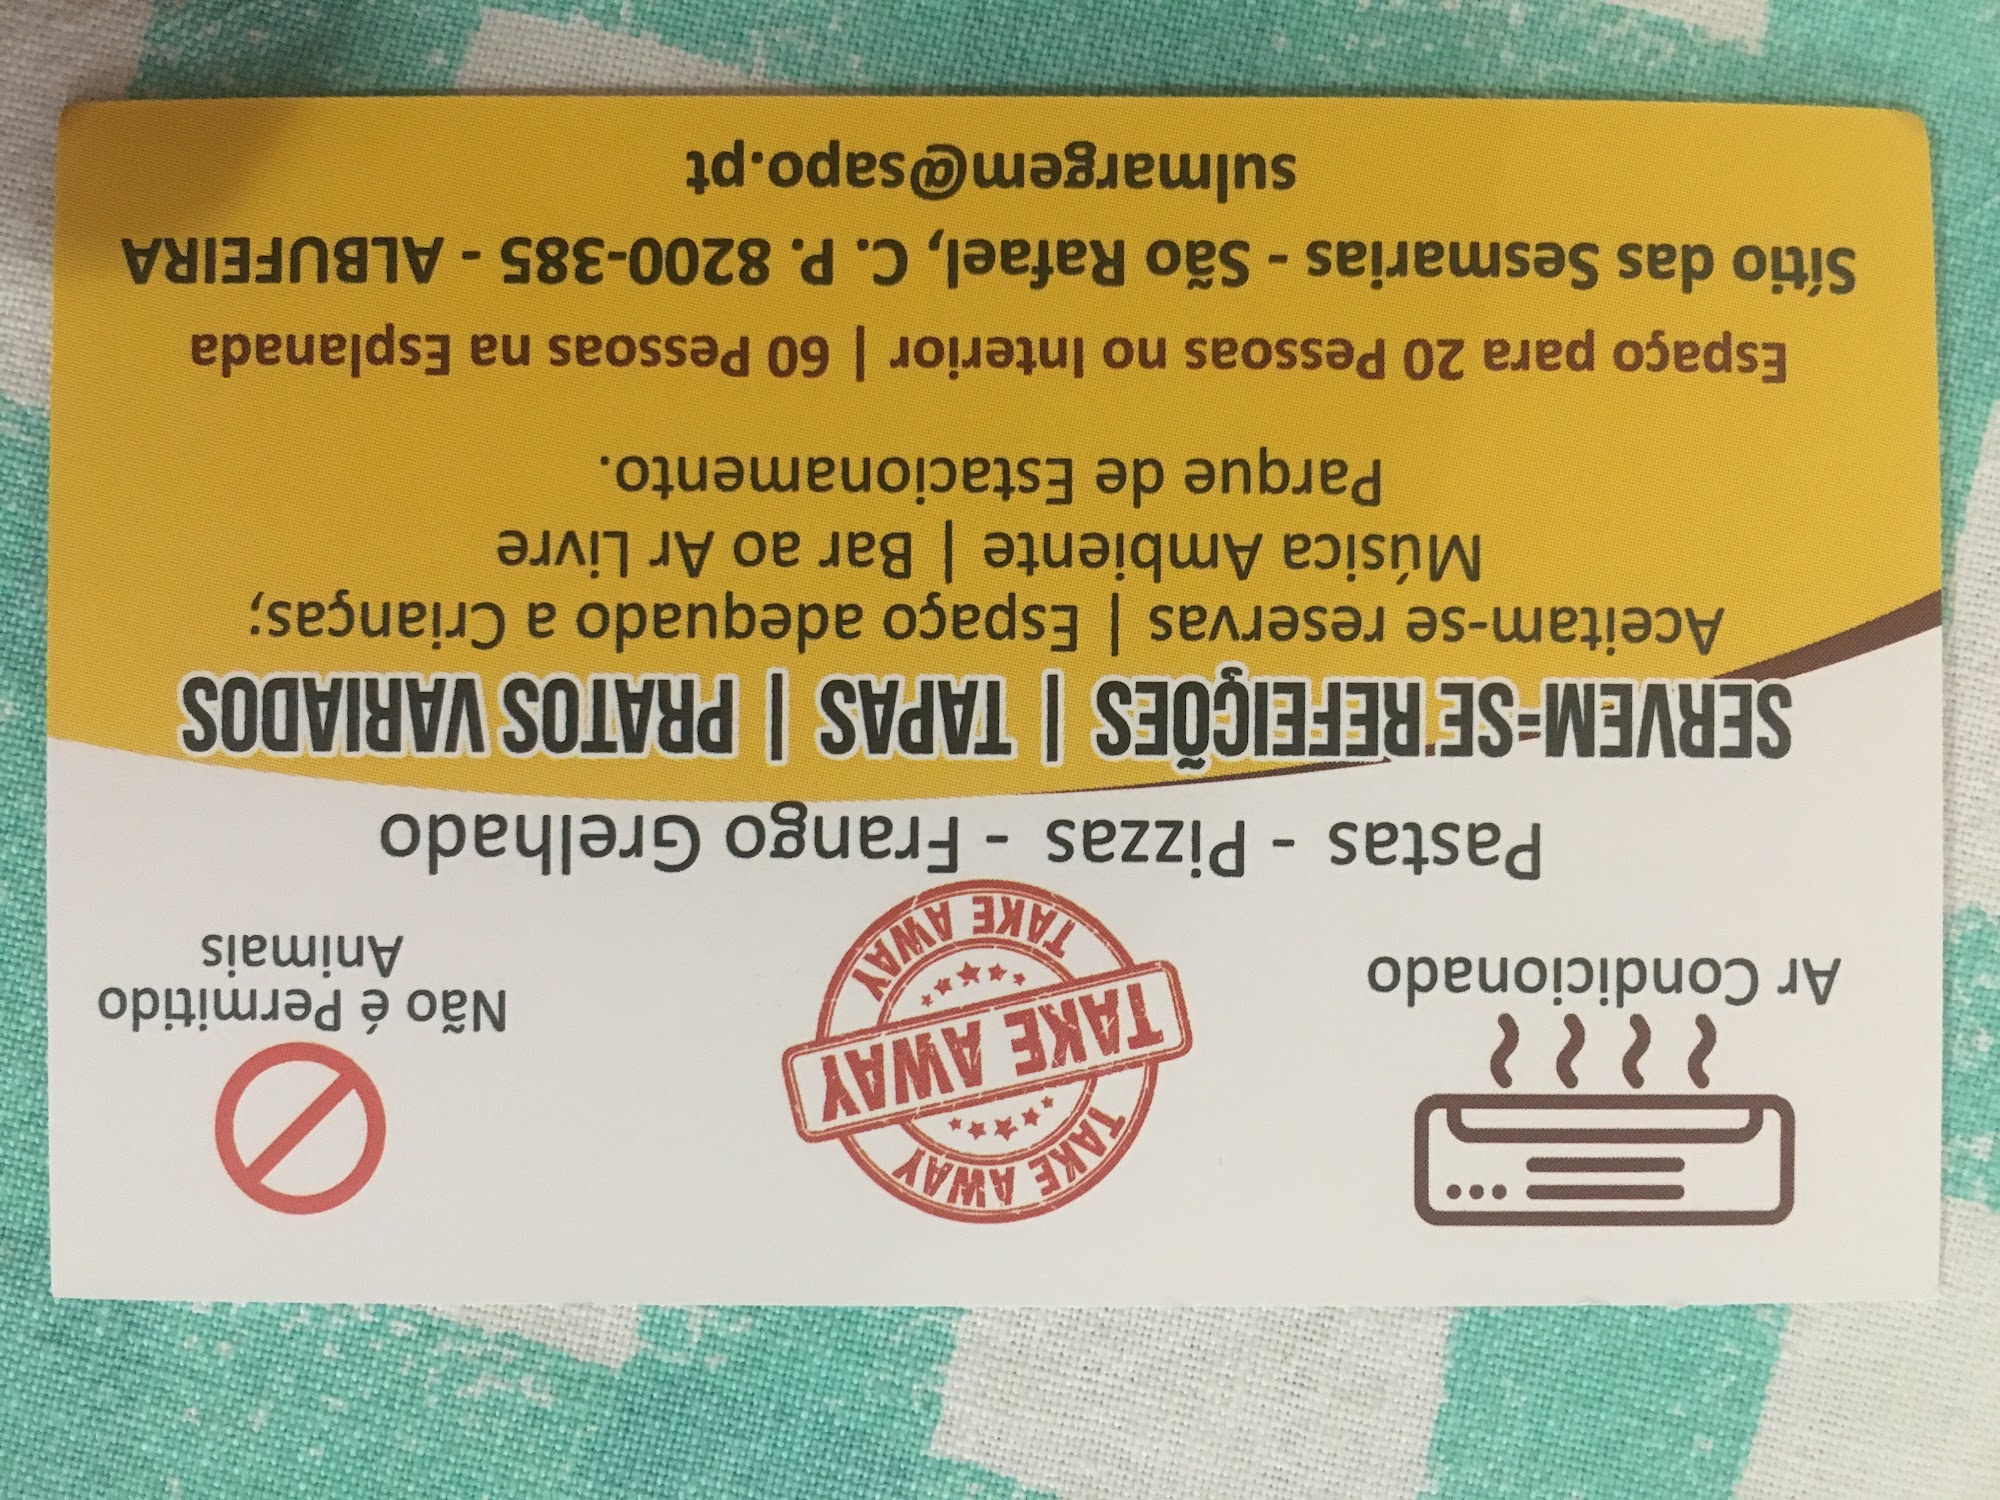 Ar Condicionado
TAKE AWAY
TAKE AWAY
TAKE AWAY
Não é Permitido
Animais
Pastas - Pizzas - Frango Grelhado
SERVEM-SE REFEIÇÕES | TAPAS | PRATOS VARIADOS
Aceitam-se reservas | Espaço adequado a Crianças;
Música Ambiente | Bar ao Ar Livre
Parque de Estacionamento.
Espaço para 20 Pessoas no Interior | 60 Pessoas na Esplanada
Sítio das Sesmarias - São Rafael, C. P. 8200-385 - ALBUFEIRA
sulmargem@sapo.pt